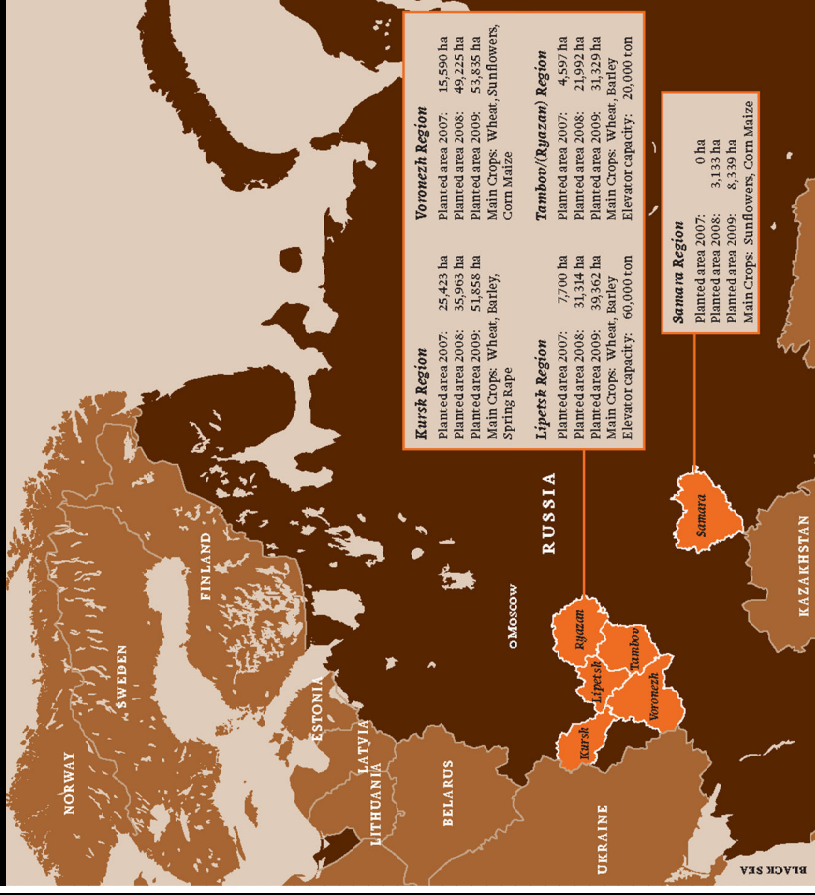 Kursk Region
Planted area 2007: 25,423 ha
Planted area 2008: 35,963 ha
Planted area 2009: 51,858 ha
Main Crops: Wheat, Barley,
Spring Rape
Voronezh Region
Planted area 2007: 15,590 ha
Planted area 2008: 49,225 ha
Planted area 2009: 53,835 ha
Main Crops: Wheat, Sunflowers,
Corn Maize
Lipetsk Region
Planted area 2007: 7,700 ha
Planted area 2008: 31,314 ha
Planted area 2009: 39,362 ha
Main Crops: Wheat, Barley
Elevator capacity: 60,000 ton
Tambov/(Ryazan) Region
Planted area 2007: 4,597 ha
Planted area 2008: 21,992 ha
Planted area 2009: 31,329 ha
Main Crops: Wheat, Barley
Elevator capacity: 20,000 ton
Samara Region
Planted area 2007: 0 ha
Planted area 2008: 3,133 ha
Planted area 2009: 8,339 ha
Main Crops: Sunflowers, Corn Maize
NORWAY
SWEDEN
FINLAND
ESTONIA
LATVIA
LITHUANIA
BELARUS
UKRAINE
RUSSIA
Moscow
Ryazan
Lipetsk
Tambov
Kursk
Voronezh
Samara
KAZAKHSTAN
BLACK SEA